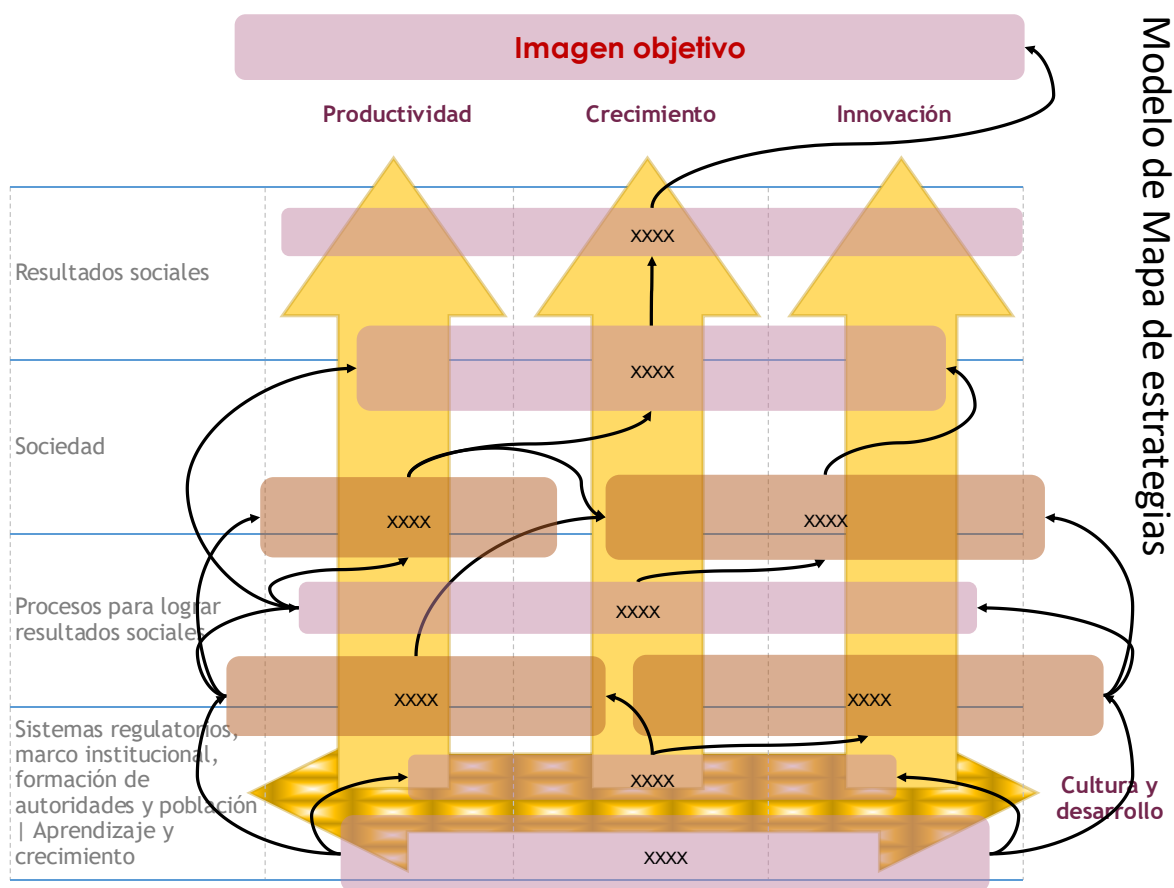 Imagen objetivo
Modelo de Mapa de estrategias
Productividad
Crecimiento
Innovación
Resultados sociales
xxxx
xxxx
Sociedad
xxxx
xxxx
Procesos para lograr
resultados sociales
xxxx
xxxx
xxxx
Sistemas regulatorios,
marco institucional,
formación de
autoridades y población
| Aprendizaje y
crecimiento
xxxx
Cultura y
desarrollo
xxxx